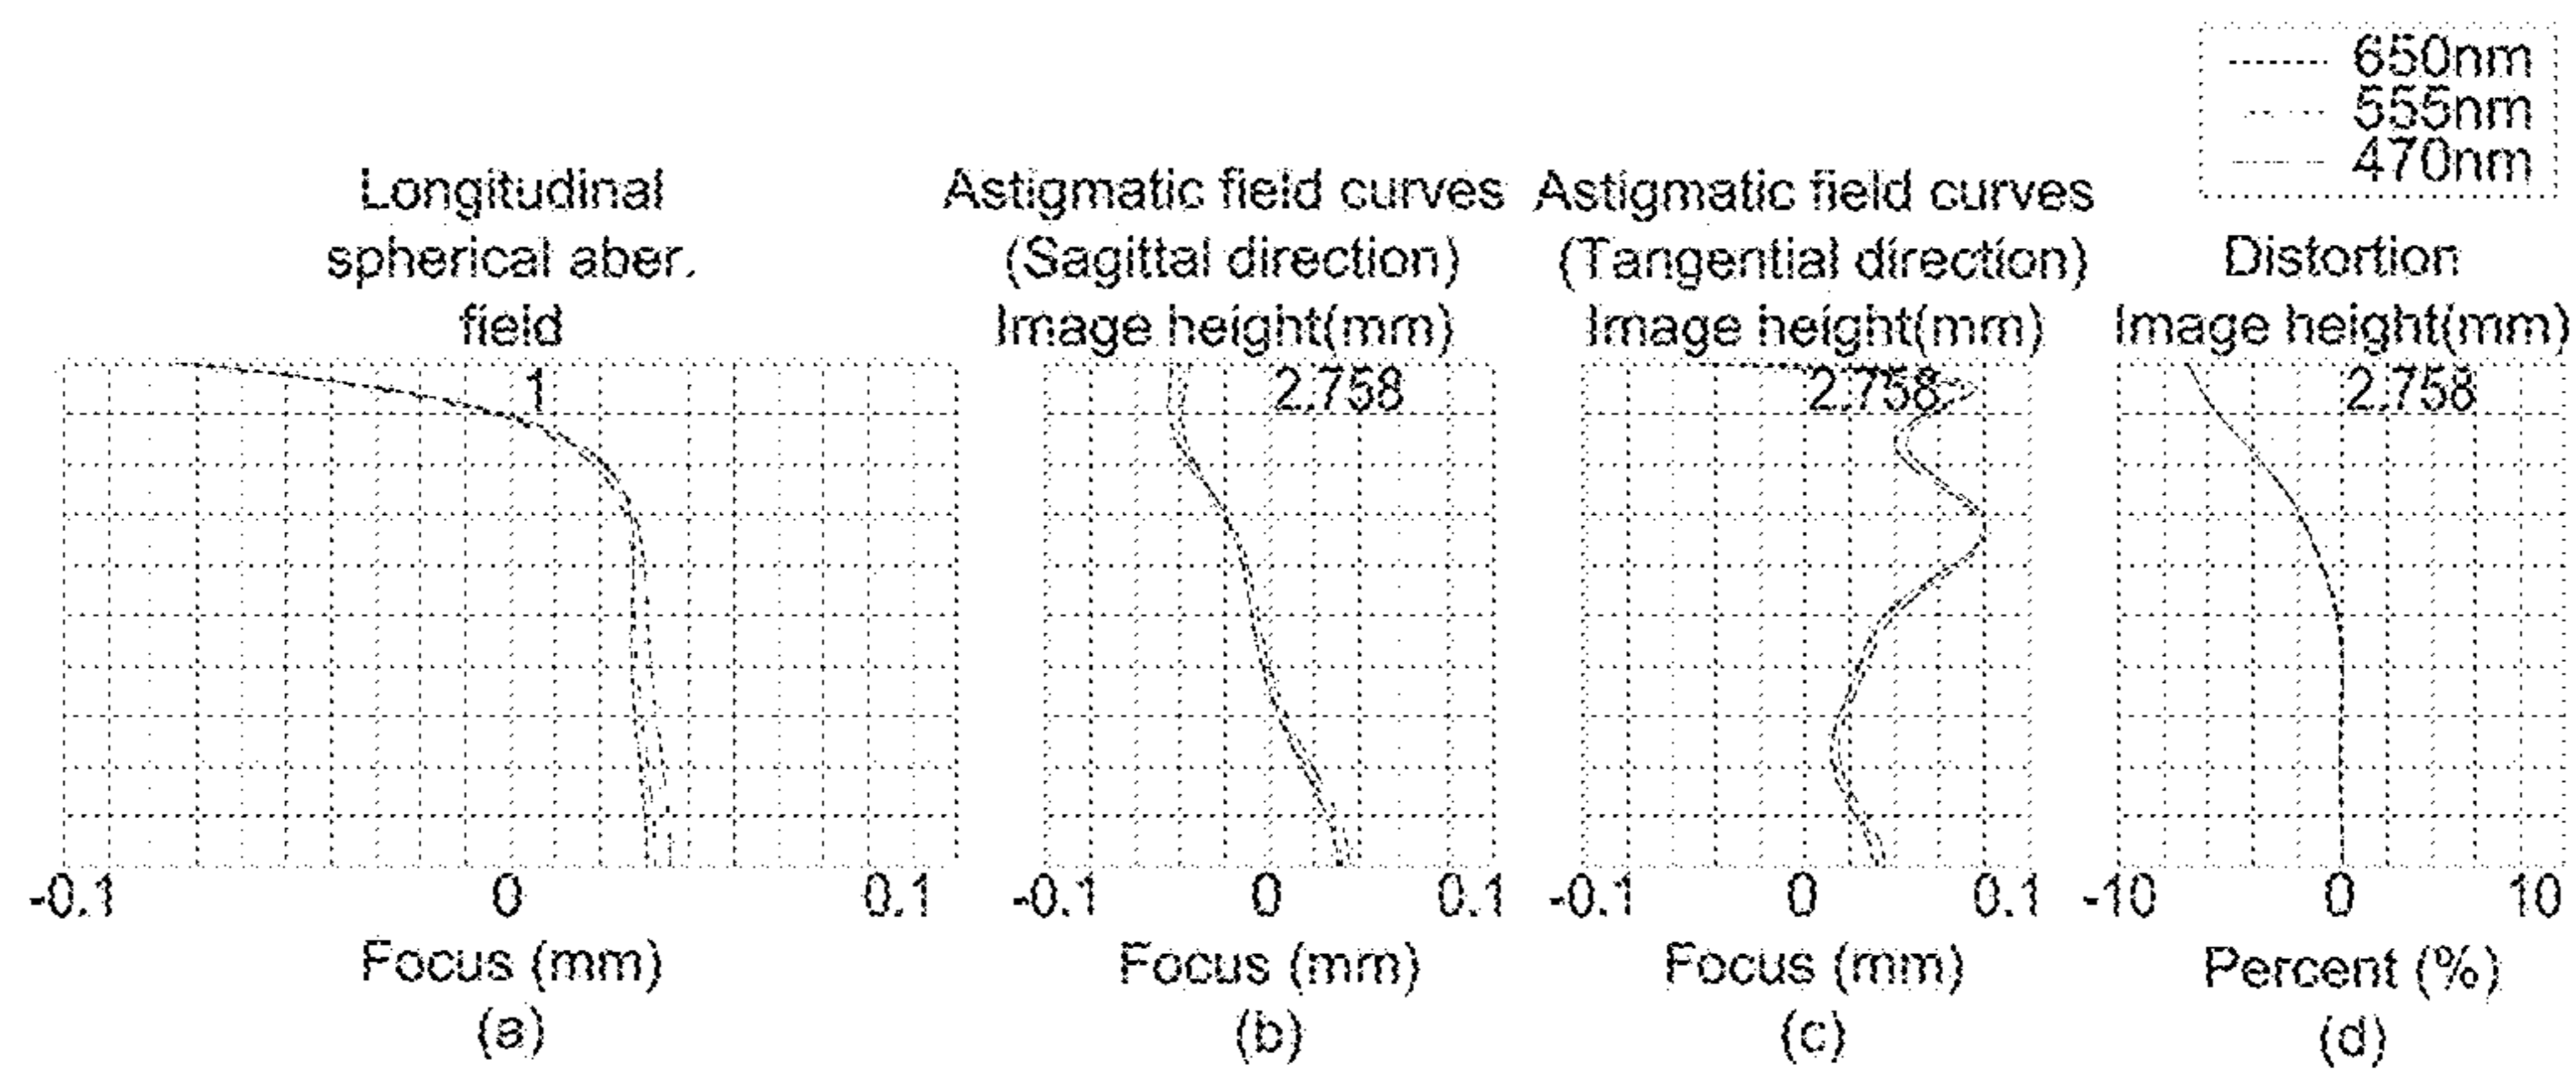 650nm
555nm
470nm
Longitudinal
spherical aber.
field
1
-0.1 0 0.1
Focus (mm)
(a)
Astigmatic field curves
(Sagittal direction)
Image height(mm)
2.758
-0.1 0 0.1
Focus (mm)
(b)
Astigmatic field curves
(Tangential direction)
Image height(mm)
2.758
-0.1 0 0.1
Focus (mm)
(c)
Distortion
Image height(mm)
2.758
-10 0 10
Percent (%)
(d)